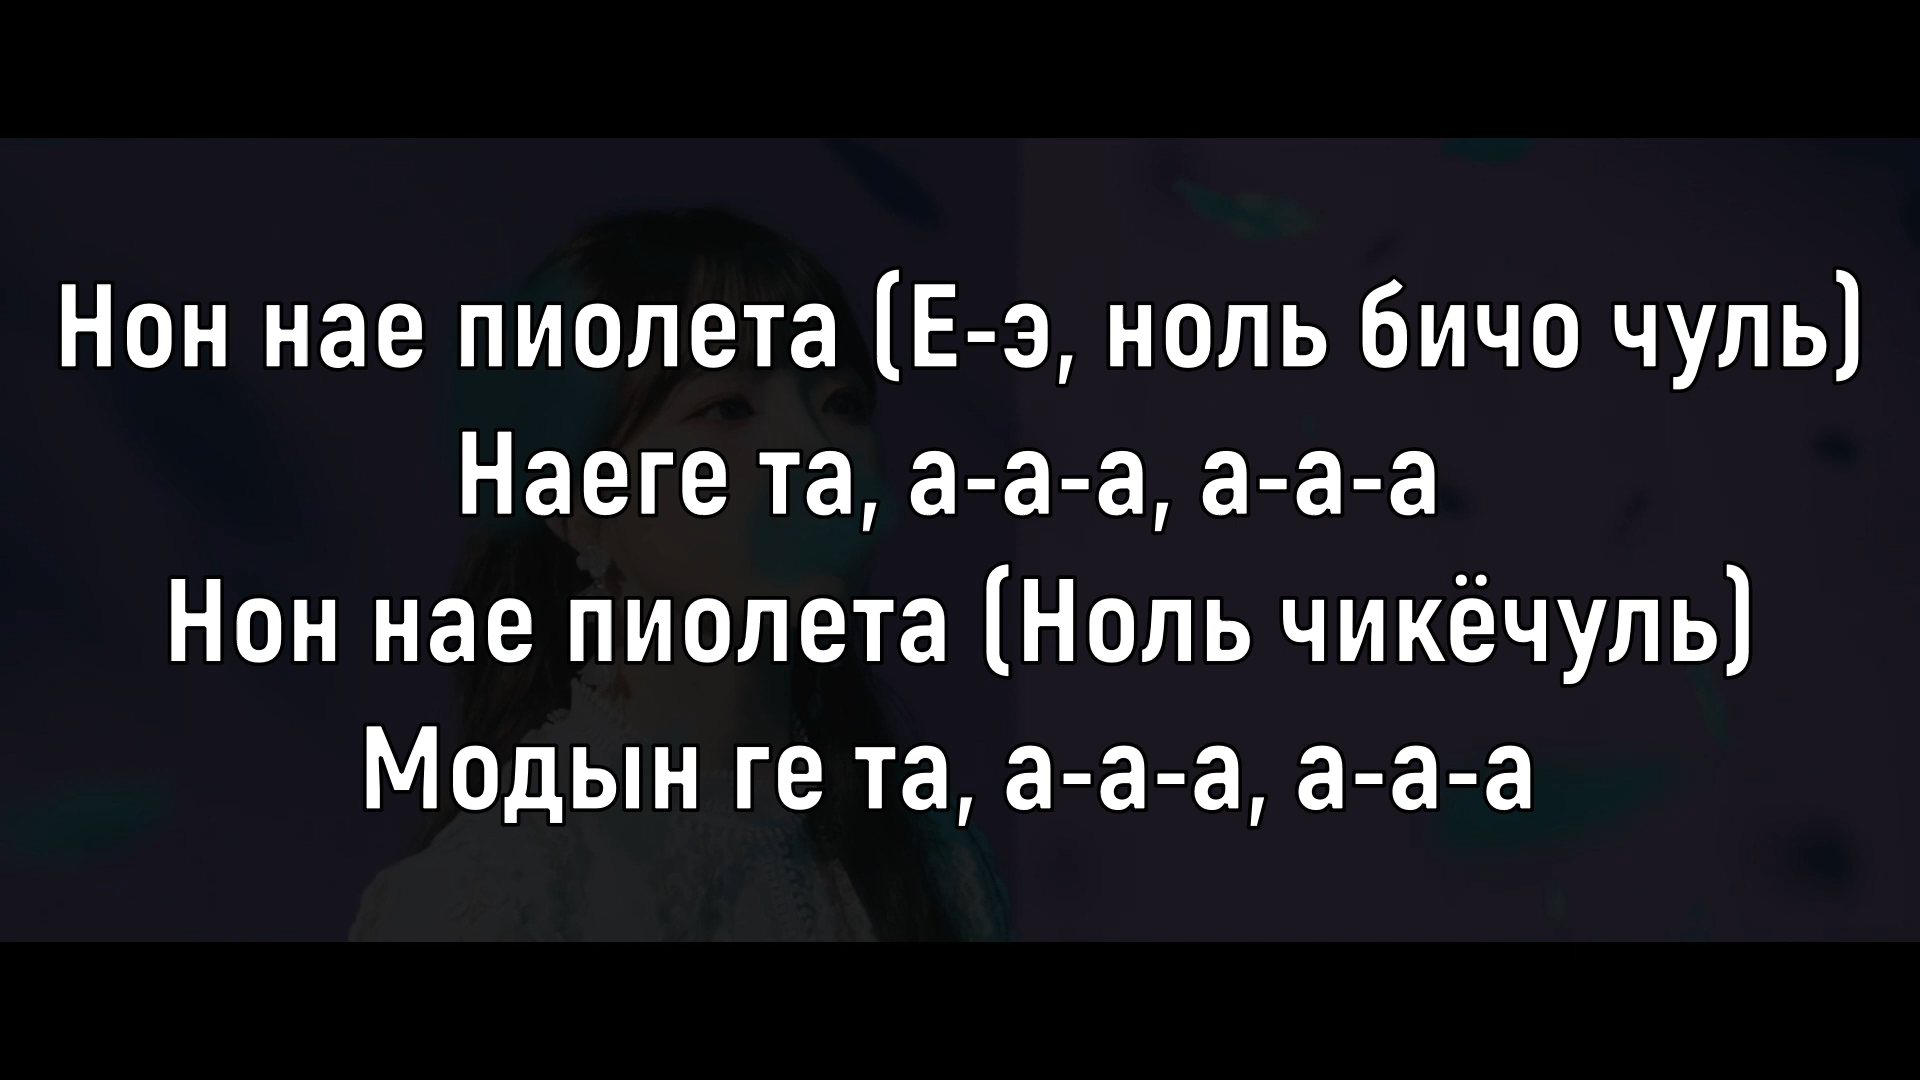 Нон нае пиолета (Е-э, ноль бичо чуль)
Наеге та, а-а-а, а-а-а
Нон нае пиолета (Ноль чикёчуль)
Модын ге та, а-а-а, а-а-а